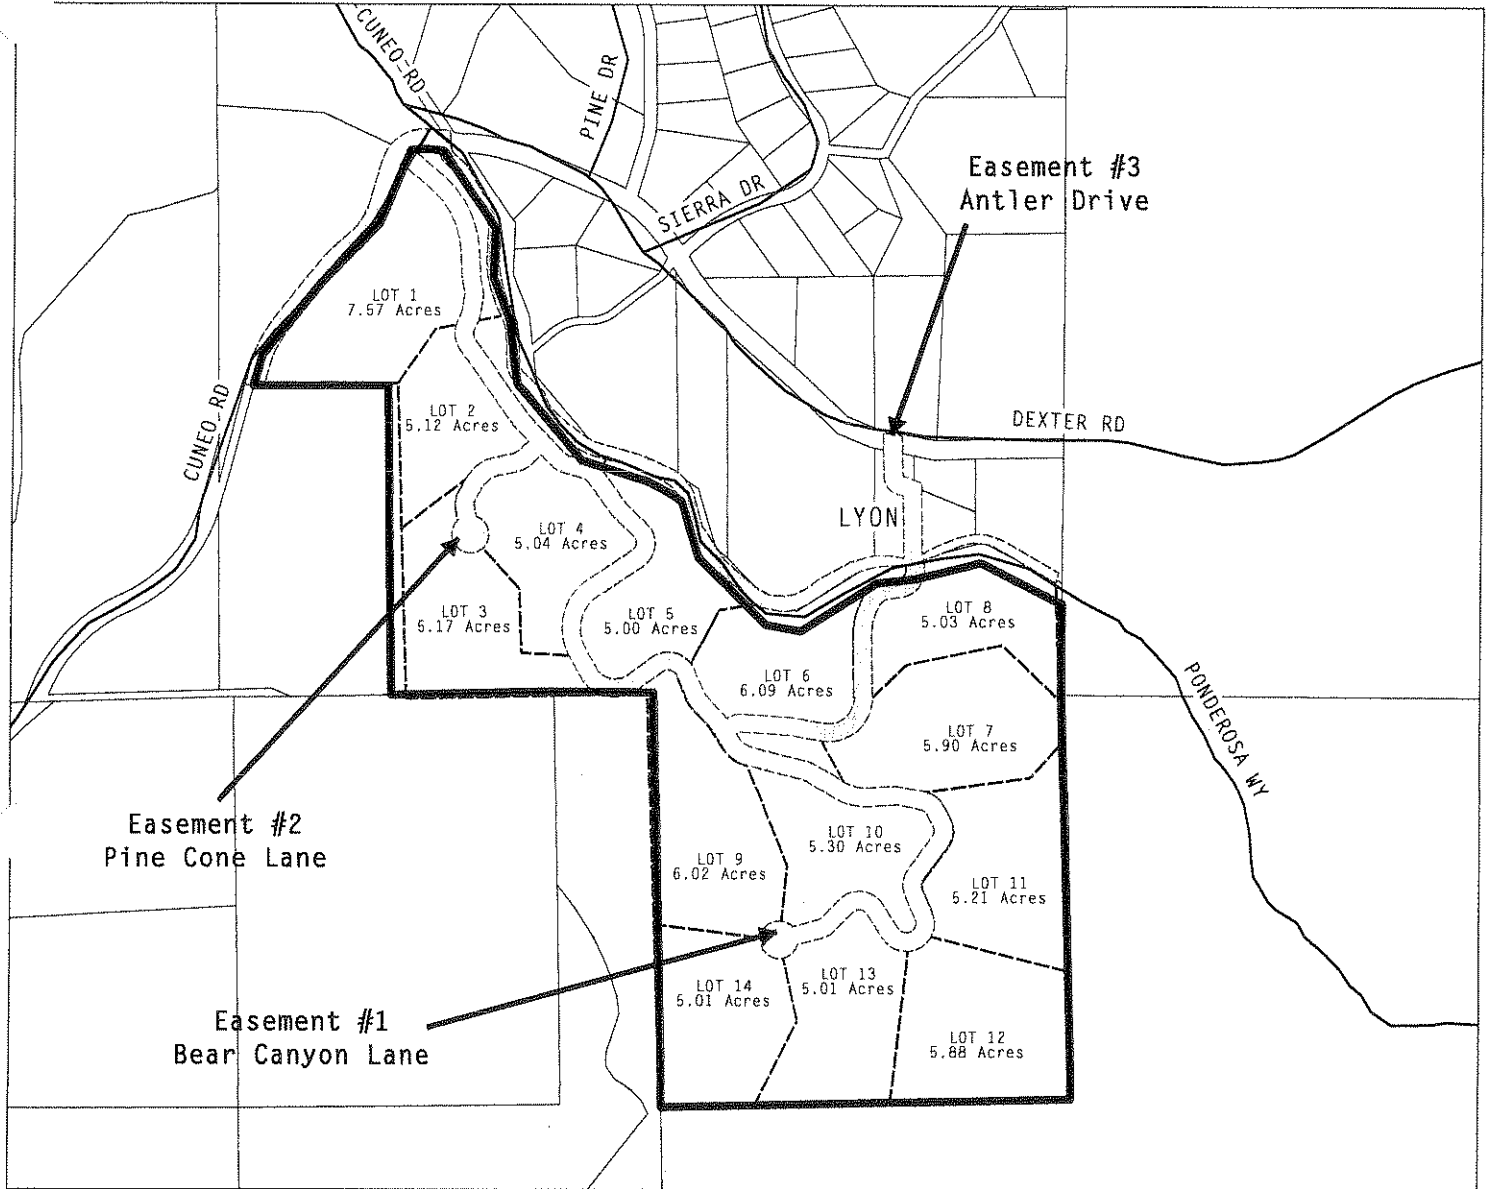 CUNEO RD
PINE DR
SIERRA DR
Easement #3
Antler Drive
LOT 1
7.57 Acres
CUNEO RD
LOT 2
5.12 Acres
DEXTER RD
LYON
LOT 4
5.04 Acres
LOT 3
5.17 Acres
LOT 5
5.00 Acres
LOT 8
5.03 Acres
LOT 6
6.09 Acres
PONDEROSA WY
LOT 7
5.90 Acres
Easement #2
Pine Cone Lane
LOT 10
5.30 Acres
LOT 9
6.02 Acres
LOT 11
5.21 Acres
LOT 13
5.01 Acres
LOT 14
5.01 Acres
Easement #1
Bear Canyon Lane
LOT 12
5.88 Acres